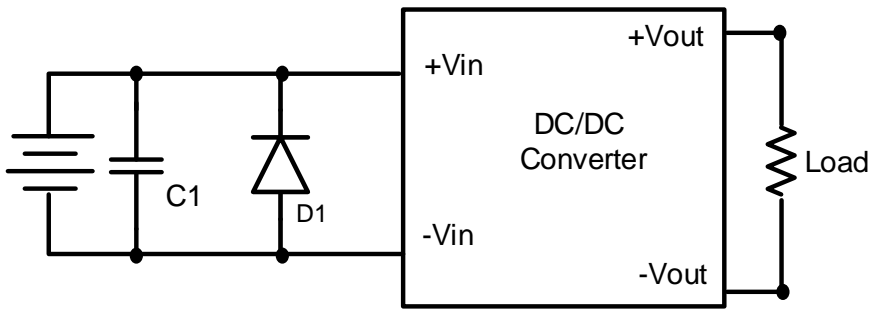 +Vout
+Vin
DC/DC
Converter
Load
C1
D1
-Vin
-Vout